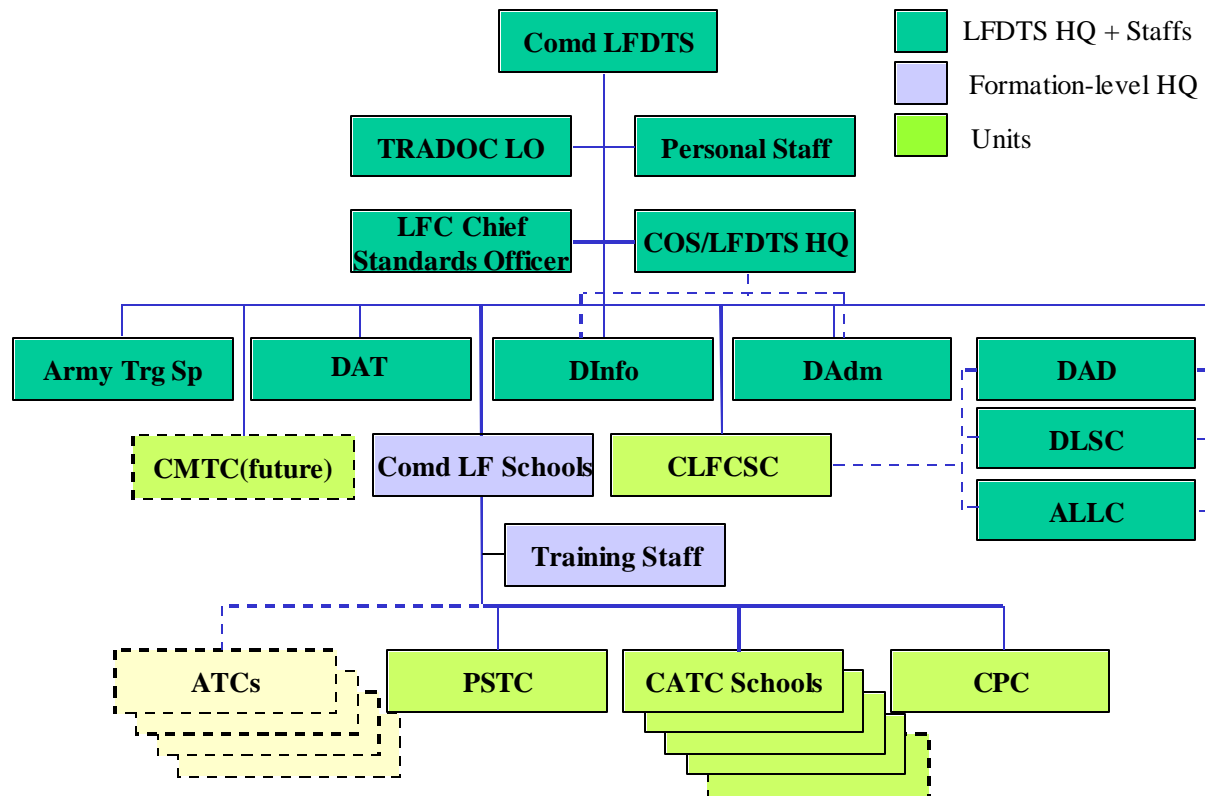 Comd LFDTS
LFDTS HQ + Staffs
Formation-level HQ
Units
TRADOC LO
Personal Staff
LFC Chief
Standards Officer
COS/LFDTS HQ
Army Trg Sp
DAT
DInfo
DAdm
DAD
CMTC(future)
Comd LF Schools
CLFCSC
DLSC
ALLC
Training Staff
ATCs
PSTC
CATC Schools
CPC